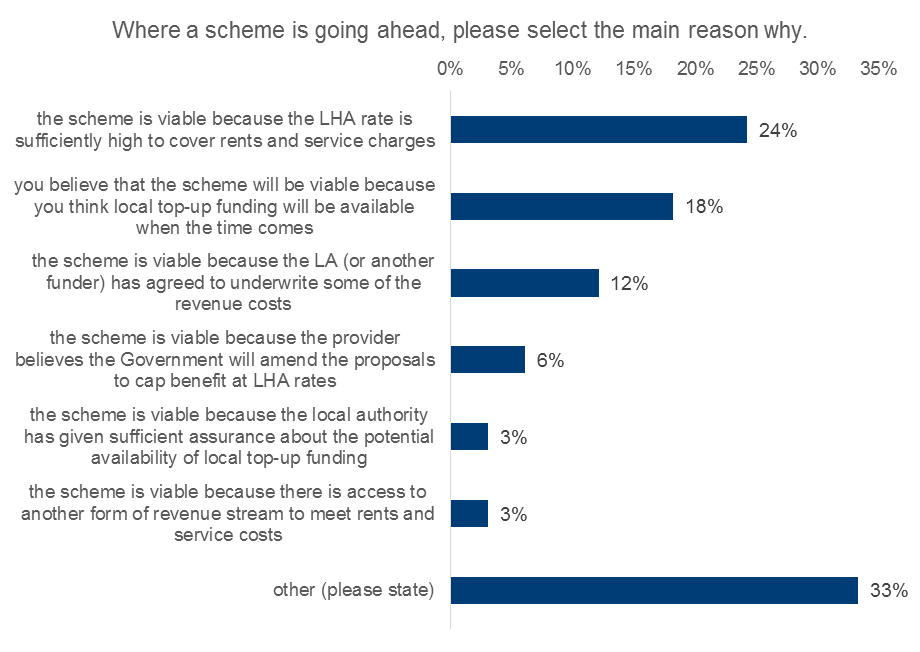 Where a scheme is going ahead, please select the main reason why.
0% 5% 10% 15% 20% 25% 30% 35%
the scheme is viable because the LHA rate is
sufficiently high to cover rents and service charges
24%
you believe that the scheme will be viable because
you think local top-up funding will be available
when the time comes
18%
the scheme is viable because the LA (or another
funder) has agreed to underwrite some of the
revenue costs
12%
the scheme is viable because the provider
believes the Government will amend the proposals
to cap benefit at LHA rates
6%
the scheme is viable because the local authority
has given sufficient assurance about the potential
availability of local top-up funding
3%
the scheme is viable because there is access to
another form of revenue stream to meet rents and
service costs
3%
other (please state)
33%